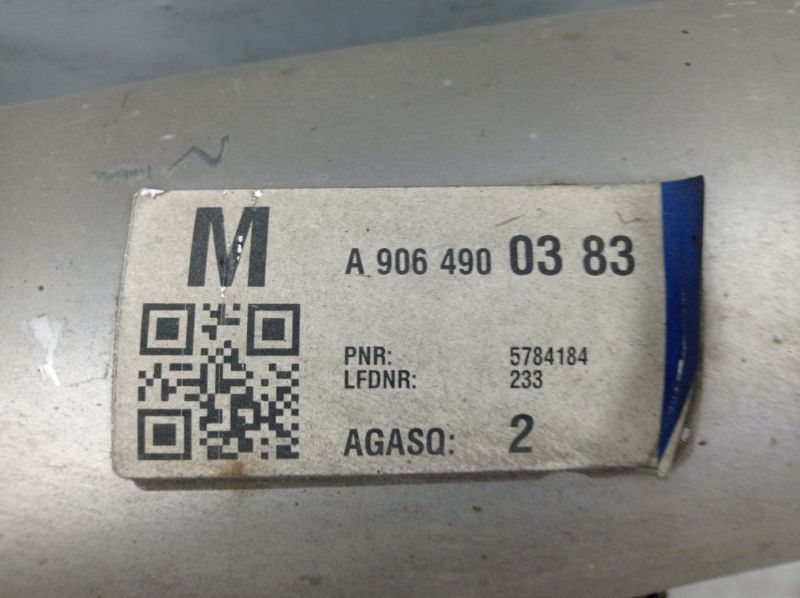 M
A 906 490 03 83
PNR: 5784184
LFDNR: 233
AGASQ: 2